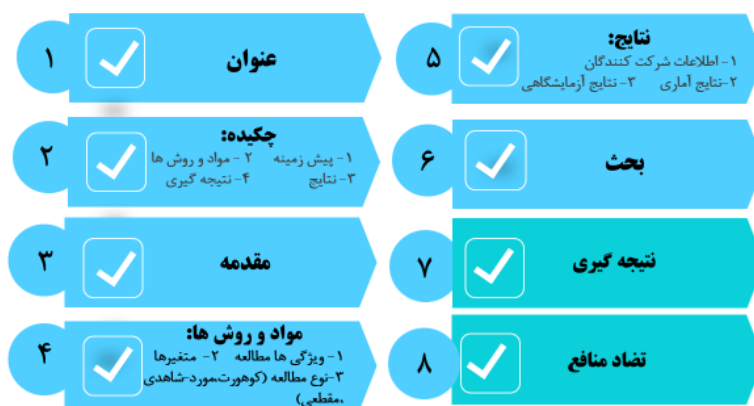 ۱
عنوان
۲
چکیده:
۱- پیش زمینه ۲- مواد و روش ها
۳- نتایج ۴- نتیجه گیری
۳
مقدمه
۴
مواد و روش ها:
۱- ویژگی ها مطالعه ۲- متغیرها
۳-نوع مطالعه (کوهورت،مورد-شاهدی
،مقطعی)
۵
نتایج:
۱- اطلاعات شرکت کنندگان
۲-نتایج آماری ۳- نتایج آزمایشگاهی
۶
بحث
۷
نتیجه گیری
۸
تضاد منافع